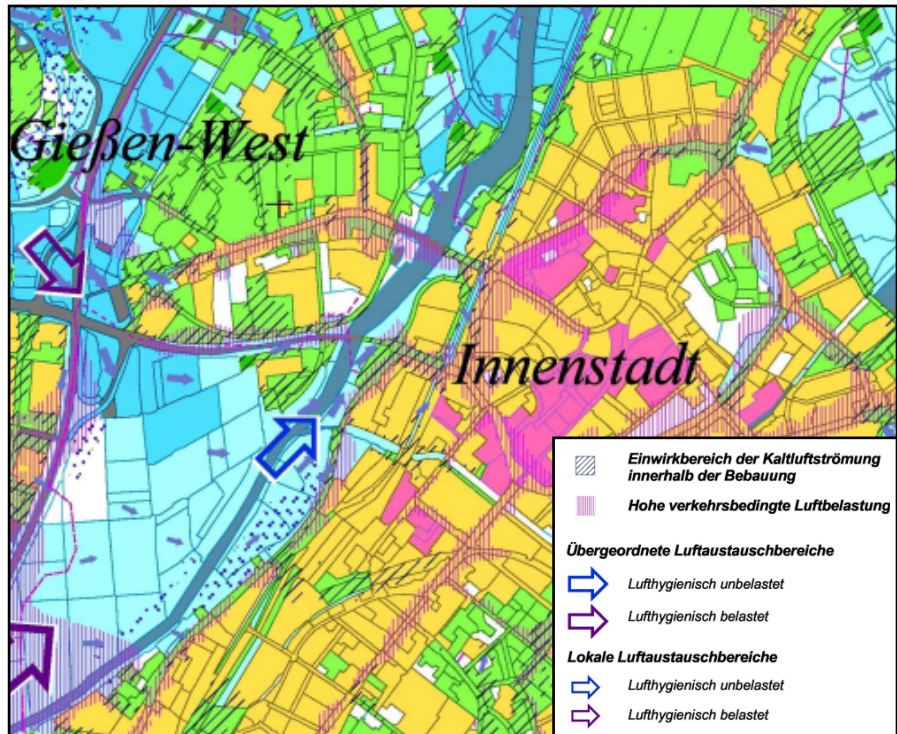 Gießen-West
Innenstadt
Einwirkbereich der Kaltluftströmung
innerhalb der Bebauung
Hohe verkehrsbedingte Luftbelastung
Übergeordnete Luftaustauschbereiche
Lufthygienisch unbelastet
Lufthygienisch belastet
Lokale Luftaustauschbereiche
Lufthygienisch unbelastet
Lufthygienisch belastet